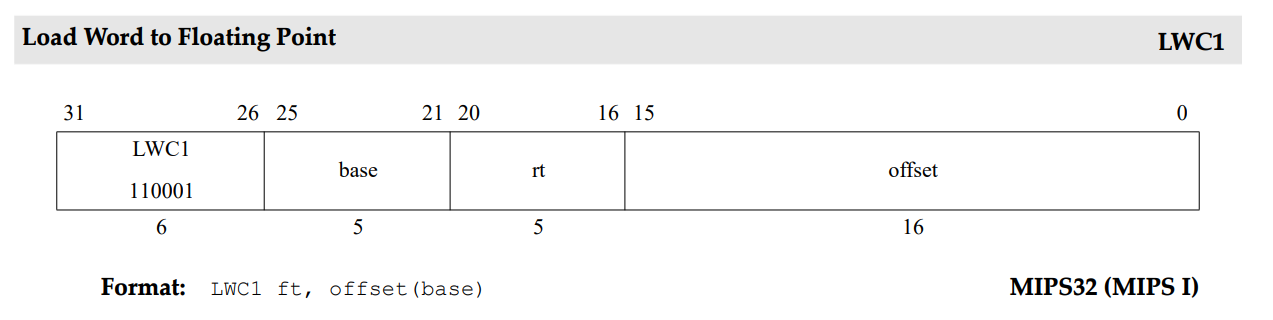 Load Word to Floating Point LWC1
31 26 25 21 20 16 15 0
LWC1
110001
base rt offset
6 5 5 16
Format: LWC1 ft, offset(base) MIPS32 (MIPS I)